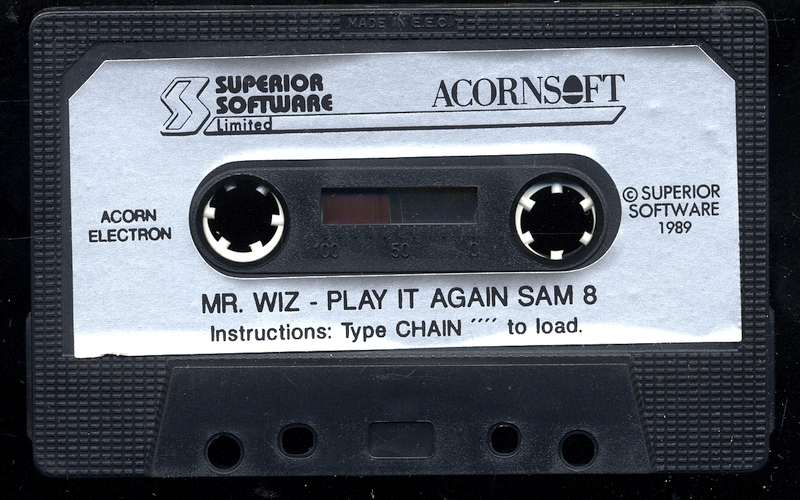 MADE IN E.E.C.
SUPERIOR
SOFTWARE
Limited
ACORNSOFT
ACORN
ELECTRON
© SUPERIOR
SOFTWARE
1989
100 50 0
MR. WIZ - PLAY IT AGAIN SAM 8
Instructions: Type CHAIN "" to load.